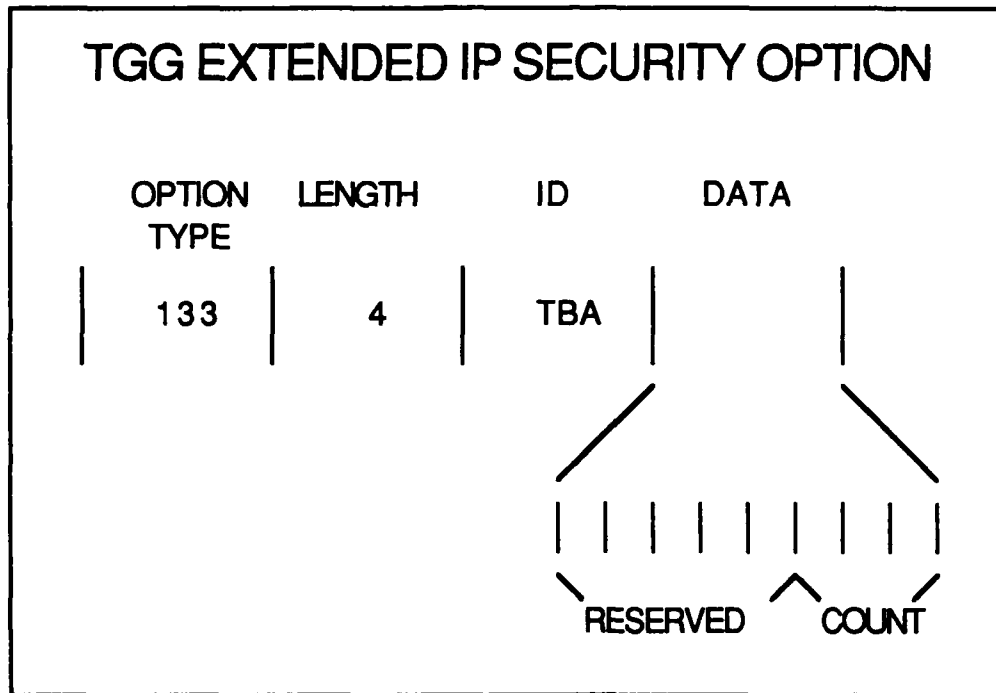 TGG EXTENDED IP SECURITY OPTION
OPTION TYPE LENGTH ID DATA
133 4 TBA
RESERVED COUNT